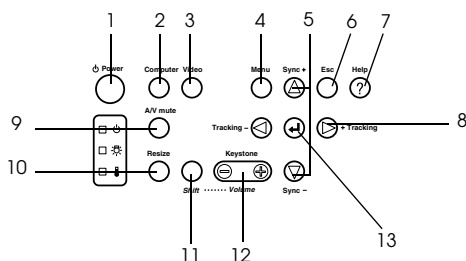 1 2 3 4 5 6 7
⏻ Power Computer Video Menu Sync + Esc Help
?
A/V mute
9 Tracking – + Tracking 8
10 Resize Keystone
Shift ........ Volume Sync –
11 12 13